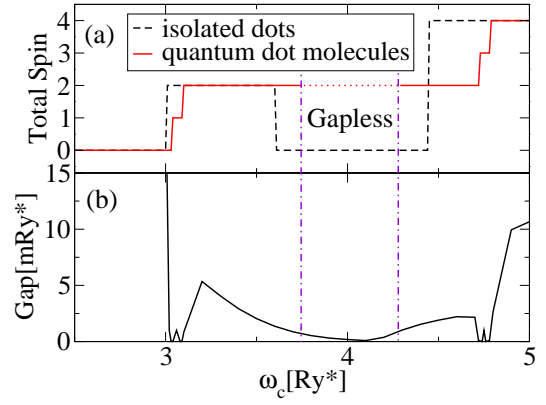 (a)
isolated dots
quantum dot molecules
Total Spin
4
3
2
1
0
Gapless
(b)
Gap[mRy*]
15
10
5
0
3
4
5
ω_c[Ry*]